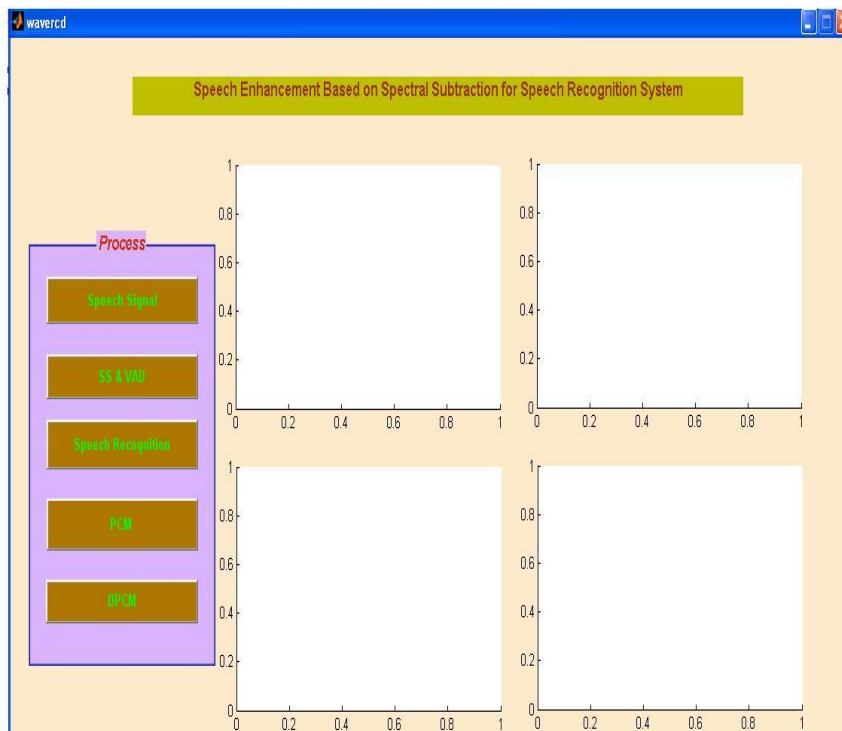 wavercd
Speech Enhancement Based on Spectral Subtraction for Speech Recognition System
Process
Speech Signal
SS & VAD
Speech Recognition
PCM
DPCM
1
0.8
0.6
0.4
0.2
0
0 0.2 0.4 0.6 0.8 1
1
0.8
0.6
0.4
0.2
0
0 0.2 0.4 0.6 0.8 1
1
0.8
0.6
0.4
0.2
0
0 0.2 0.4 0.6 0.8 1
1
0.8
0.6
0.4
0.2
0
0 0.2 0.4 0.6 0.8 1